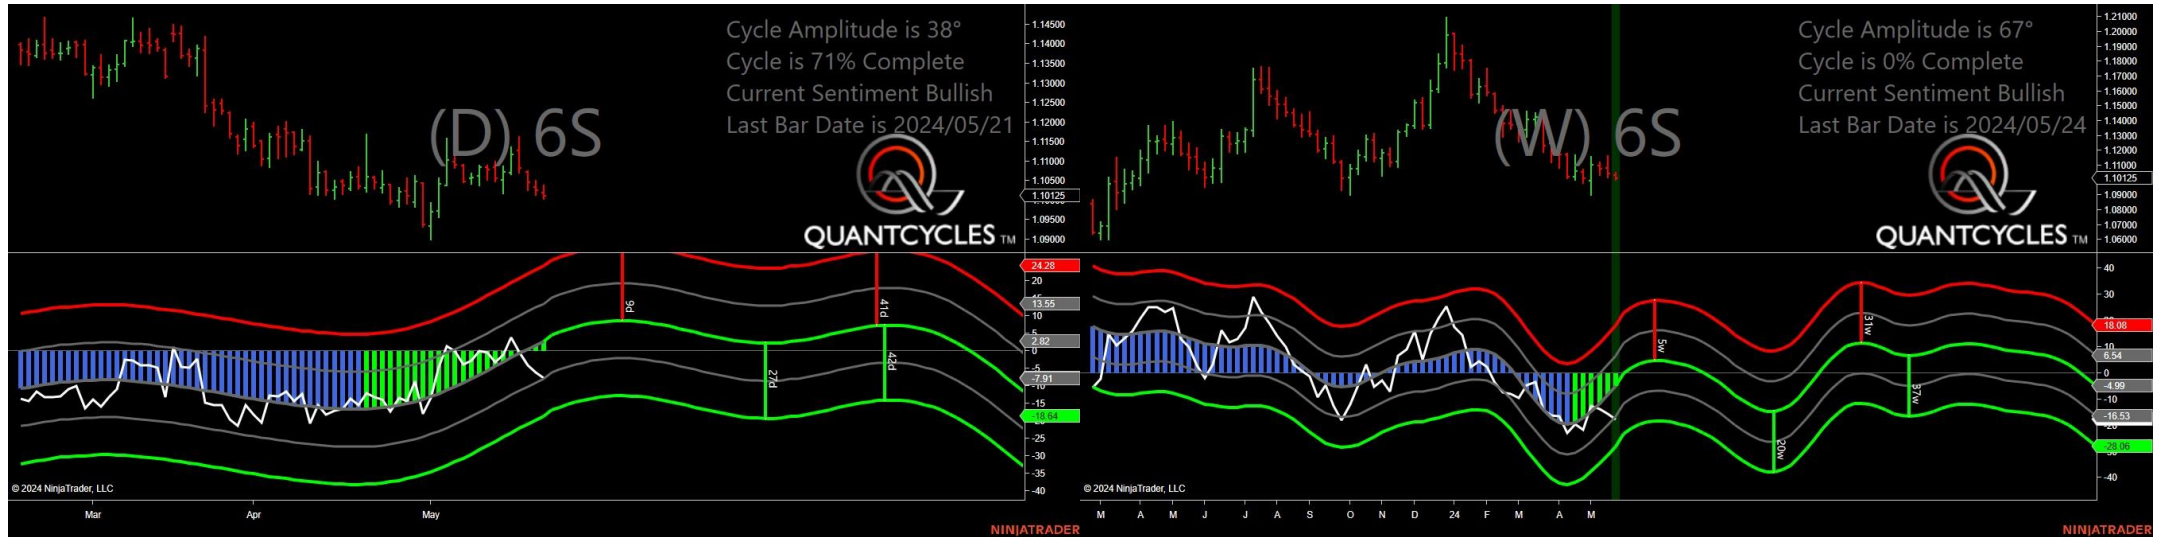 Cycle Amplitude is 38°
Cycle is 71% Complete
Current Sentiment Bullish
Last Bar Date is 2024/05/21
(D) 6S
QUANTCYCLES TM
1.14500
1.14000
1.13500
1.13000
1.12500
1.12000
1.11500
1.11000
1.10500
1.10125
1.09500
1.09000
24.28
20
13.55
10
5
2.82
0
-7.91
-10
-15
-18.64
-25
-30
-35
-40
9d
27d
41d
42d
© 2024 NinjaTrader, LLC
Mar
Apr
May
NINJATRADER
Cycle Amplitude is 67°
Cycle is 0% Complete
Current Sentiment Bullish
Last Bar Date is 2024/05/24
(W) 6S
QUANTCYCLES TM
1.21000
1.20000
1.19000
1.18000
1.17000
1.16000
1.15000
1.14000
1.13000
1.12000
1.11000
1.10125
1.09000
1.08000
1.07000
1.06000
40
30
18.08
6.54
0
-4.99
-10
-16.53
-28.06
-40
5w
20w
31w
37w
© 2024 NinjaTrader, LLC
M A M J J A S O N D 24 F M A M
NINJATRADER